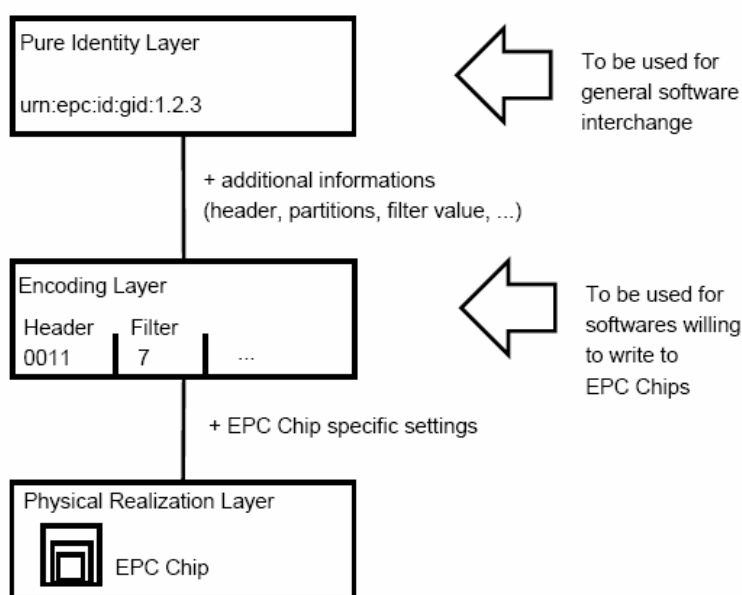 Pure Identity Layer
urn:epc:id:gid:1.2.3
To be used for
general software
interchange
+ additional informations
(header, partitions, filter value, ...)
Encoding Layer
Header Filter
0011 7 ...
To be used for
softwares willing
to write to
EPC Chips
+ EPC Chip specific settings
Physical Realization Layer
EPC Chip